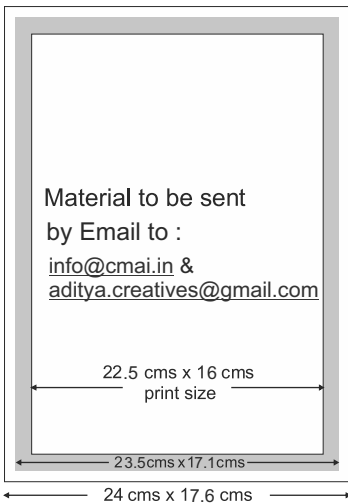 Material to be sent
by Email to :
info@cmai.in &
aditya.creatives@gmail.com
22.5 cms x 16 cms
print size
23.5cms x 17.1cms
24 cms x 17.6 cms